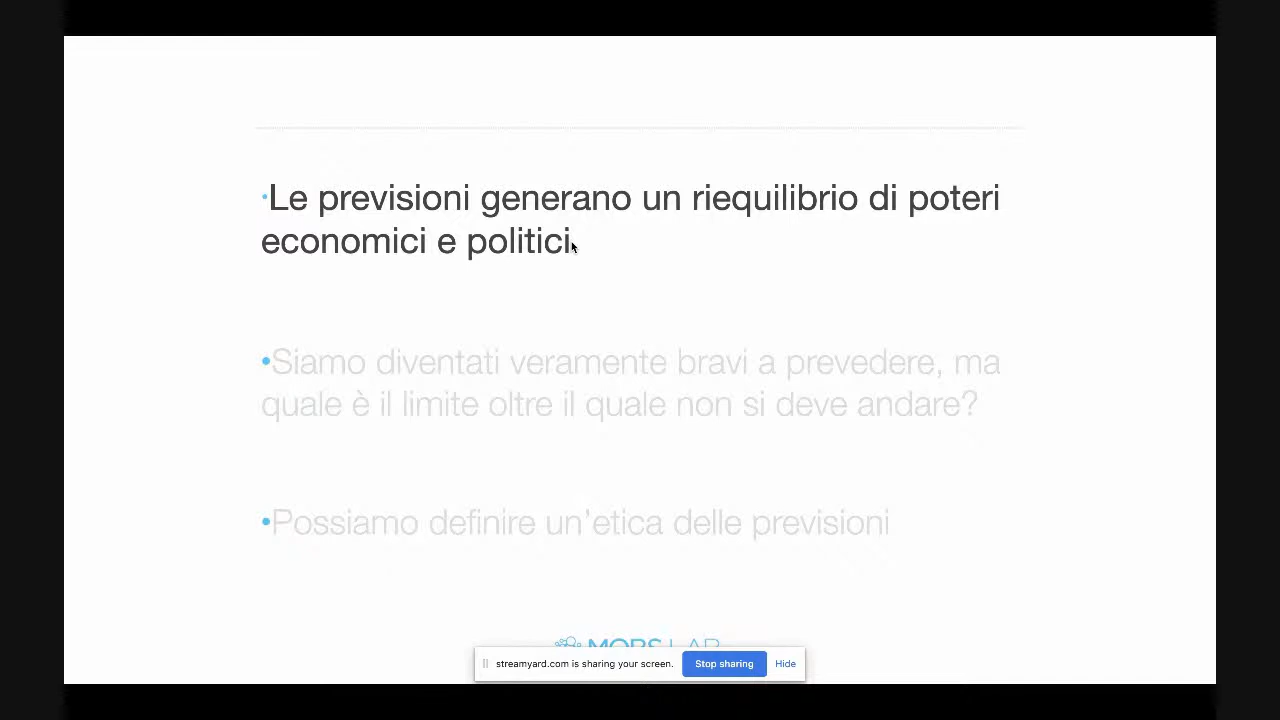 •Le previsioni generano un riequilibrio di poteri
economici e politici.
•Siamo diventati veramente bravi a prevedere, ma
quale è il limite oltre il quale non si deve andare?
•Possiamo definire un'etica delle previsioni
MOBS LAB
streamyard.com is sharing your screen. Stop sharing Hide